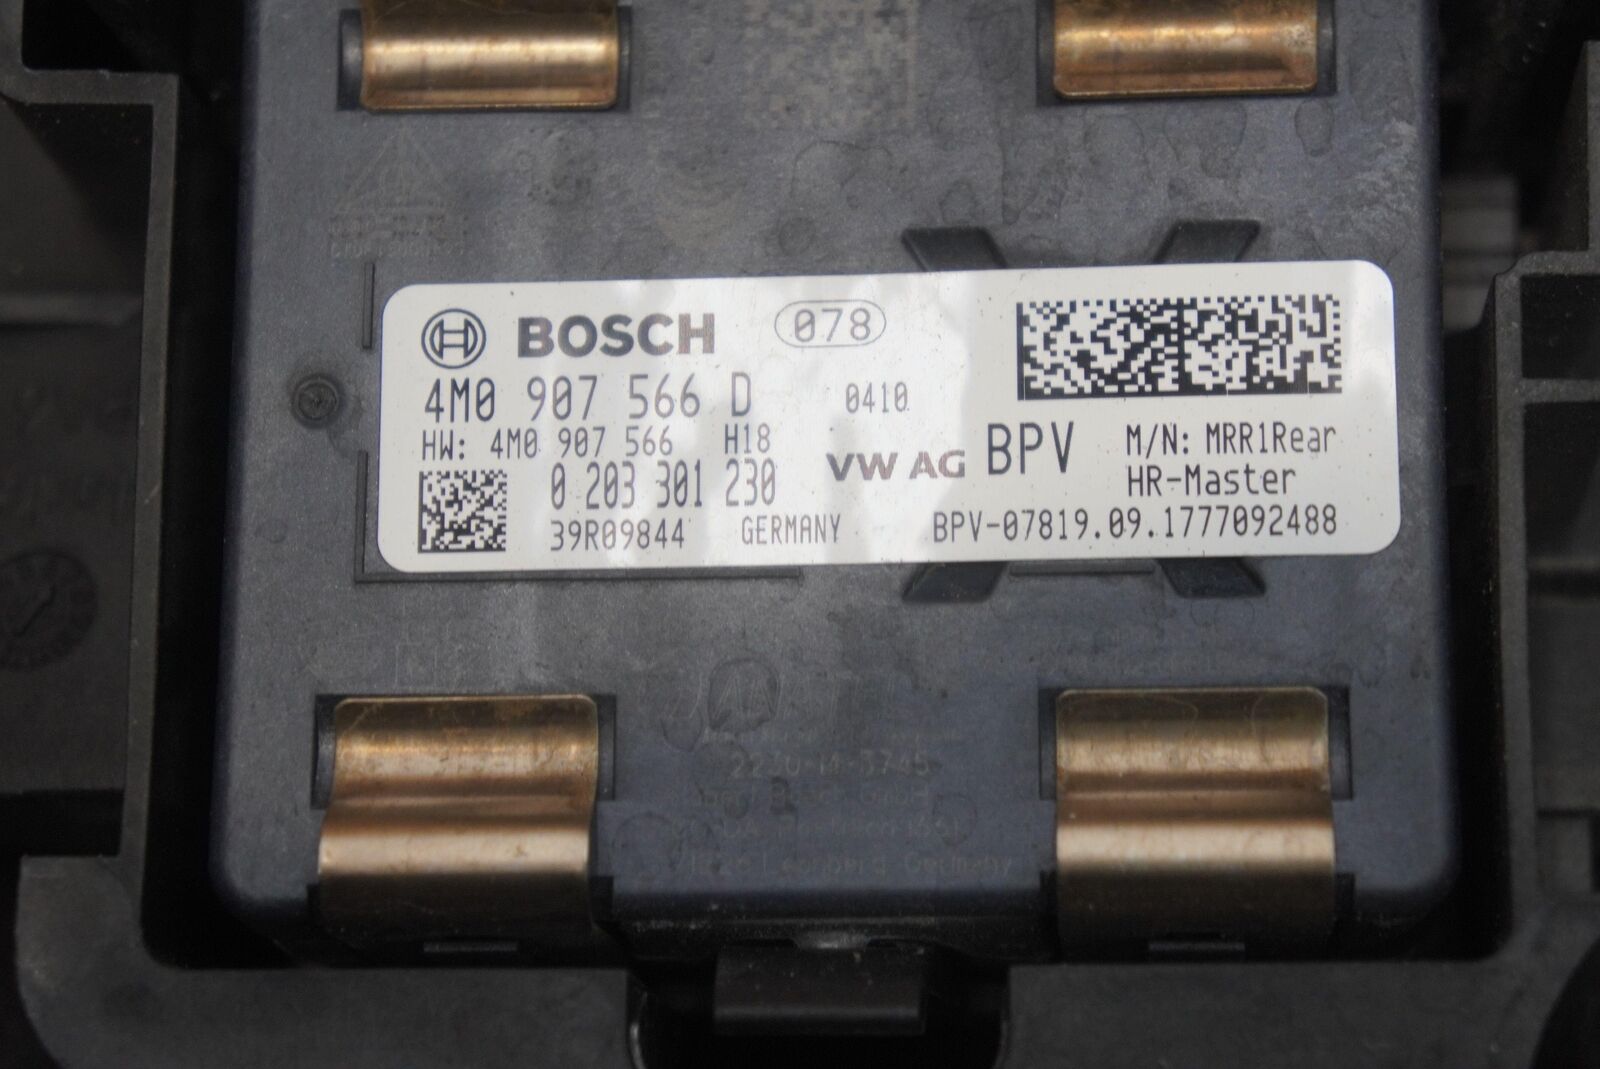 BOSCH 078
4M0 907 566 D 0410
HW: 4M0 907 566 H18
VW AG BPV M/N: MRR1Rear
0 203 301 230 HR-Master
39R09844 GERMANY BPV-07819.09.1777092488
Germany